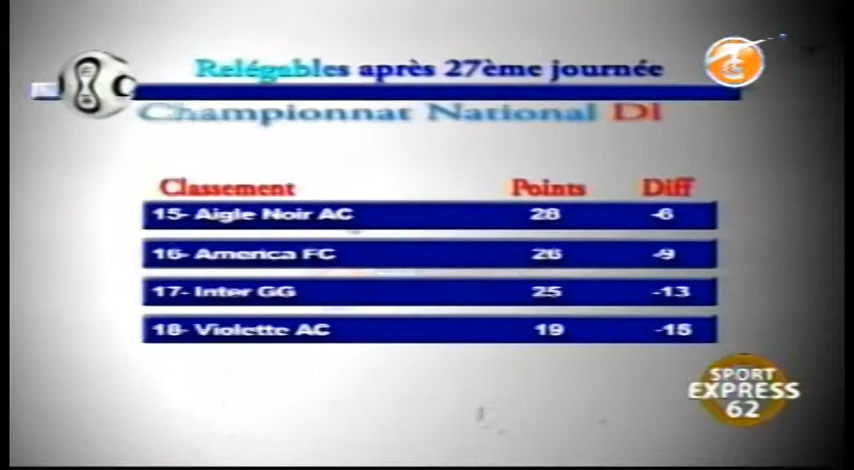 Relégables après 27ème journée
Championnat National D1
Classement Points Diff
15- Aigle Noir AC 28 -6
16- America FC 26 -9
17- Inter GG 25 -13
18- Violette AC 19 -15
SPORT
EXPRESS
62